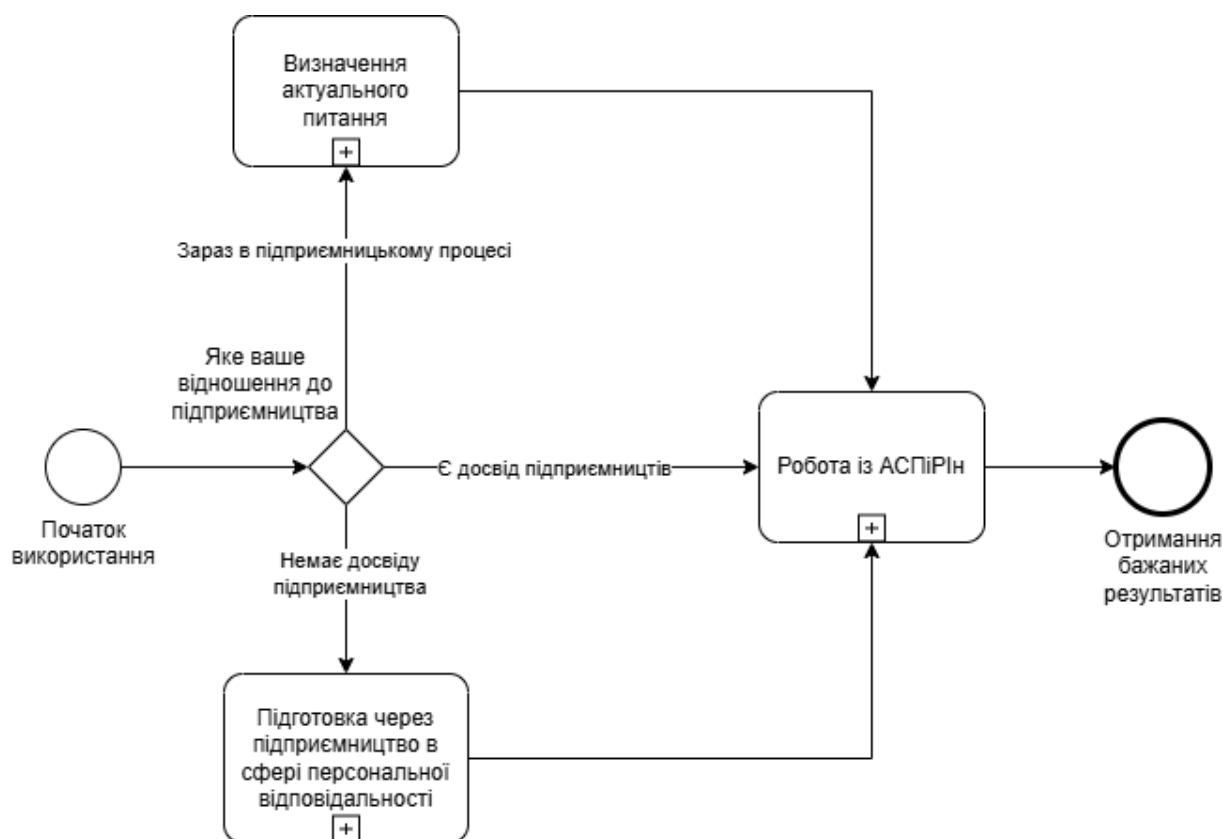 Визначення
актуального
питання
Зараз в підприємницькому процесі
Яке ваше
відношення до
підприємництва
Є досвід підприємництів
Робота із АСПіРІн
Початок
використання
Отримання
бажаних
результатів
Немає досвіду
підприємництва
Підготовка через
підприємництво в
сфері персональної
відповідальності